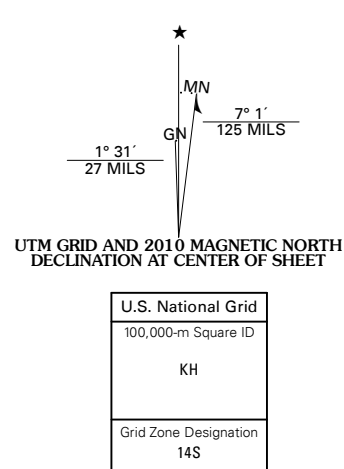 ★
MN
7° 1´
125 MILS
GN
1° 31´
27 MILS
UTM GRID AND 2010 MAGNETIC NORTH
DECLINATION AT CENTER OF SHEET
U.S. National Grid
100,000-m Square ID
KH
Grid Zone Designation
14S